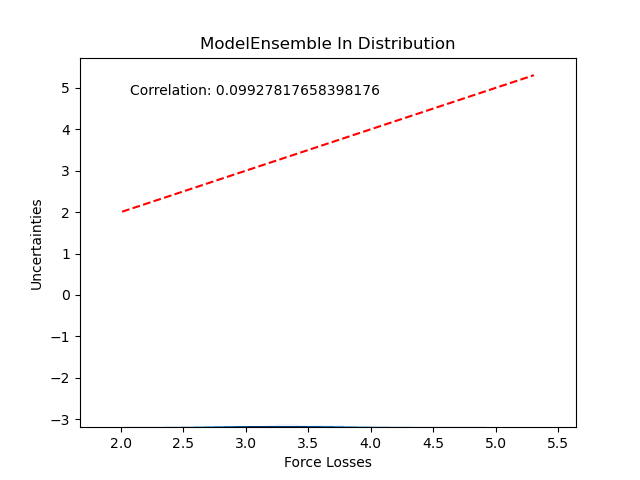 ModelEnsemble In Distribution
Correlation: 0.09927817658398176
Uncertainties
5
4
3
2
1
0
−1
−2
−3
2.0 2.5 3.0 3.5 4.0 4.5 5.0 5.5
Force Losses